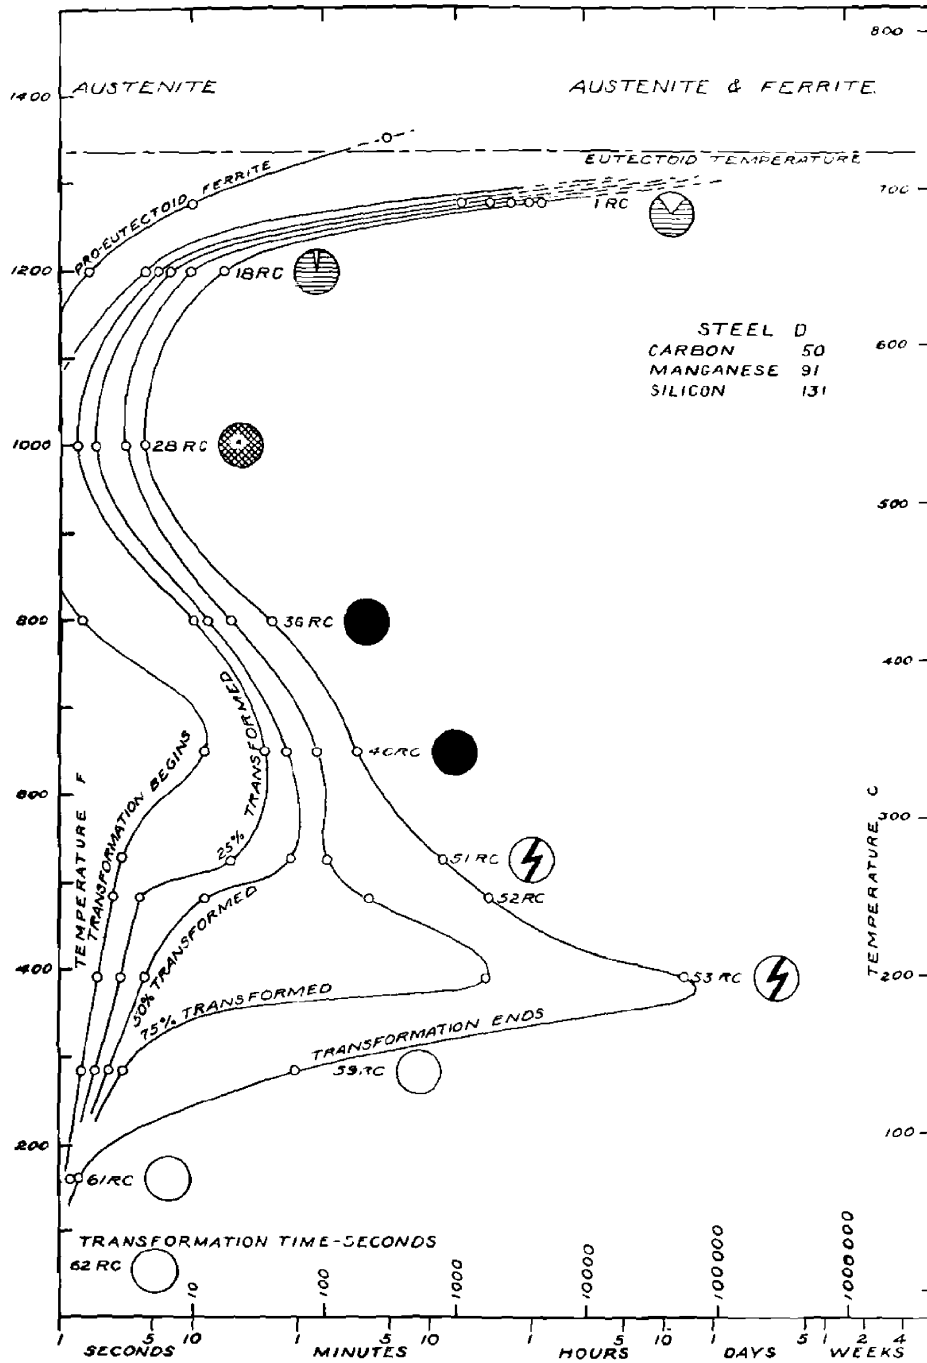 800
1400
AUSTENITE
AUSTENITE & FERRITE
EUTECTOID TEMPERATURE
PRO-EUTECTOID FERRITE
700
1 RC
1200
18 RC
STEEL D
CARBON 50
MANGANESE 91
SILICON 131
600
1000
28 RC
500
800
36 RC
400
TRANSFORMATION BEGINS
25% TRANSFORMED
50% TRANSFORMED
75% TRANSFORMED
TRANSFORMATION ENDS
TEMPERATURE F
TEMPERATURE C
40 RC
600
300
51 RC
52 RC
400
53 RC
200
59 RC
200
100
61 RC
TRANSFORMATION TIME-SECONDS
62 RC
10
100
1000
10000
100000
1000000
1 5 10 1 5 10 1 5 10 1 5 1 2 4
SECONDS MINUTES HOURS DAYS WEEKS